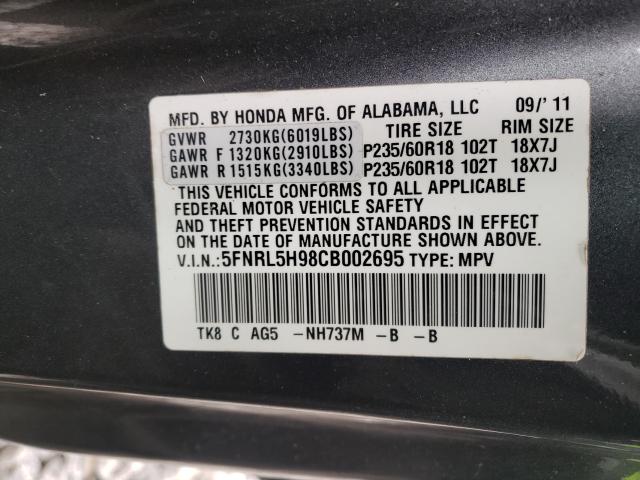 MFD. BY HONDA MFG. OF ALABAMA, LLC 09/'11
GVWR 2730KG(6019LBS) TIRE SIZE RIM SIZE
GAWR F 1320KG(2910LBS) P235/60R18 102T 18X7J
GAWR R 1515KG(3340LBS) P235/60R18 102T 18X7J
THIS VEHICLE CONFORMS TO ALL APPLICABLE
FEDERAL MOTOR VEHICLE SAFETY
AND THEFT PREVENTION STANDARDS IN EFFECT
ON THE DATE OF MANUFACTURE SHOWN ABOVE.
V.I.N.:5FNRL5H98CB002695 TYPE: MPV
TK8 C AG5 -NH737M -B -B